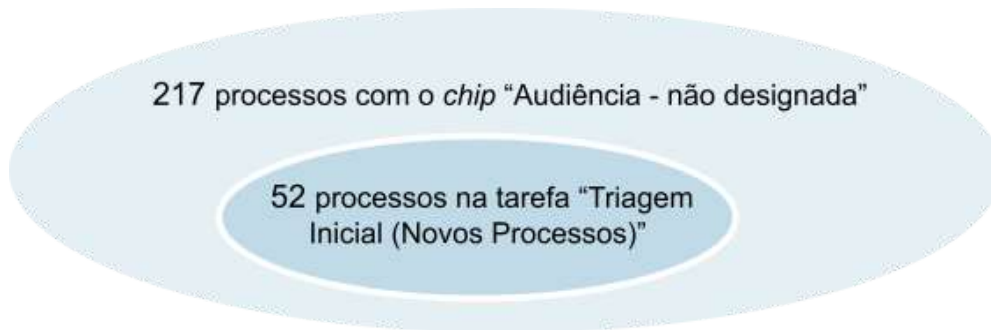 217 processos com o chip “Audiência - não designada”
52 processos na tarefa “Triagem
Inicial (Novos Processos)”